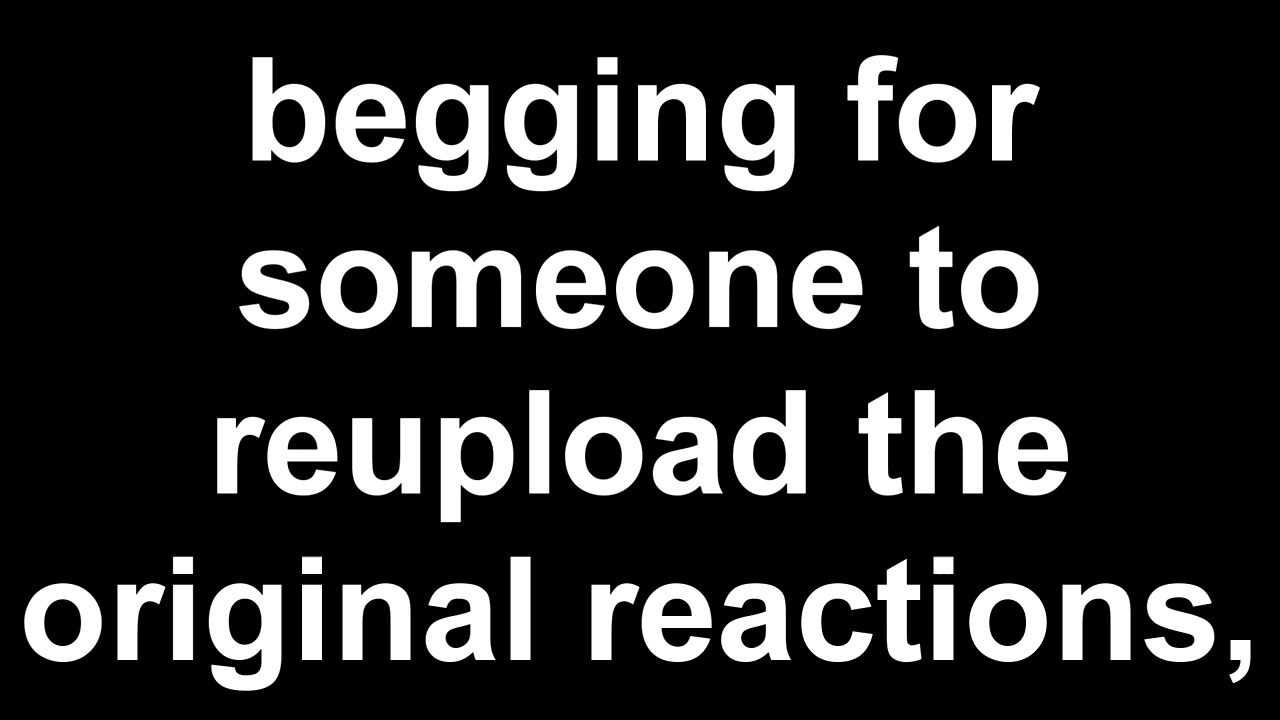 begging for
someone to
reupload the
original reactions,